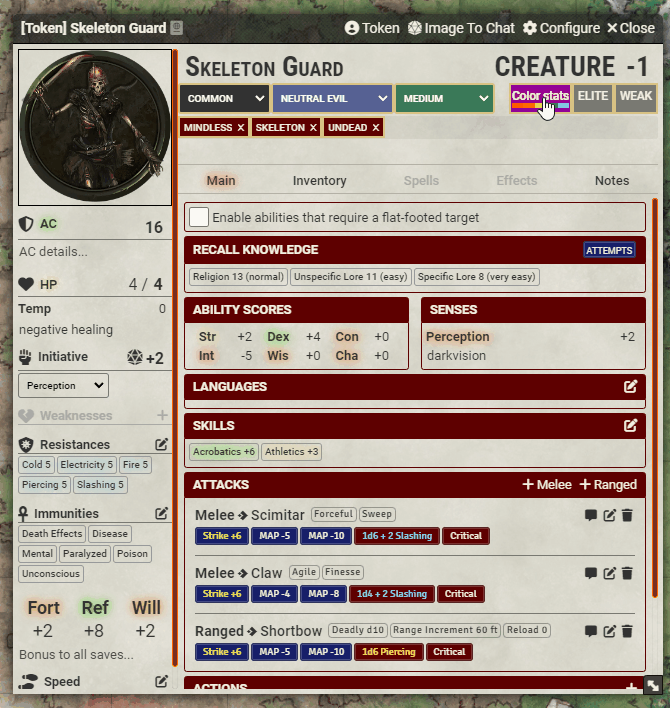 [Token] Skeleton Guard
Token Image To Chat Configure Close
Skeleton Guard
CREATURE -1
COMMON NEUTRAL EVIL MEDIUM
Color stats ELITE WEAK
MINDLESS X SKELETON X UNDEAD X
Main Inventory Spells Effects Notes
AC 16
AC details...
HP 4 / 4
Temp 0
negative healing
Initiative +2
Perception
Weaknesses
Resistances
Cold 5 Electricity 5 Fire 5
Piercing 5 Slashing 5
Immunities
Death Effects Disease
Mental Paralyzed Poison
Unconscious
Fort Ref Will
+2 +8 +2
Bonus to all saves...
Speed
Enable abilities that require a flat-footed target
RECALL KNOWLEDGE ATTEMPTS
Religion 13 (normal) Unspecific Lore 11 (easy) Specific Lore 8 (very easy)
ABILITY SCORES
Str +2 Dex +4 Con +0
Int -5 Wis +0 Cha +0
SENSES
Perception +2
darkvision
LANGUAGES
SKILLS
Acrobatics +6 Athletics +3
ATTACKS + Melee + Ranged
Melee Scimitar Forceful Sweep
Strike +6 MAP -5 MAP -10 1d6 + 2 Slashing Critical
Melee Claw Agile Finesse
Strike +6 MAP -4 MAP -8 1d4 + 2 Slashing Critical
Ranged Shortbow Deadly d10 Range Increment 60 ft Reload 0
Strike +6 MAP -5 MAP -10 1d6 Piercing Critical
ACTIONS